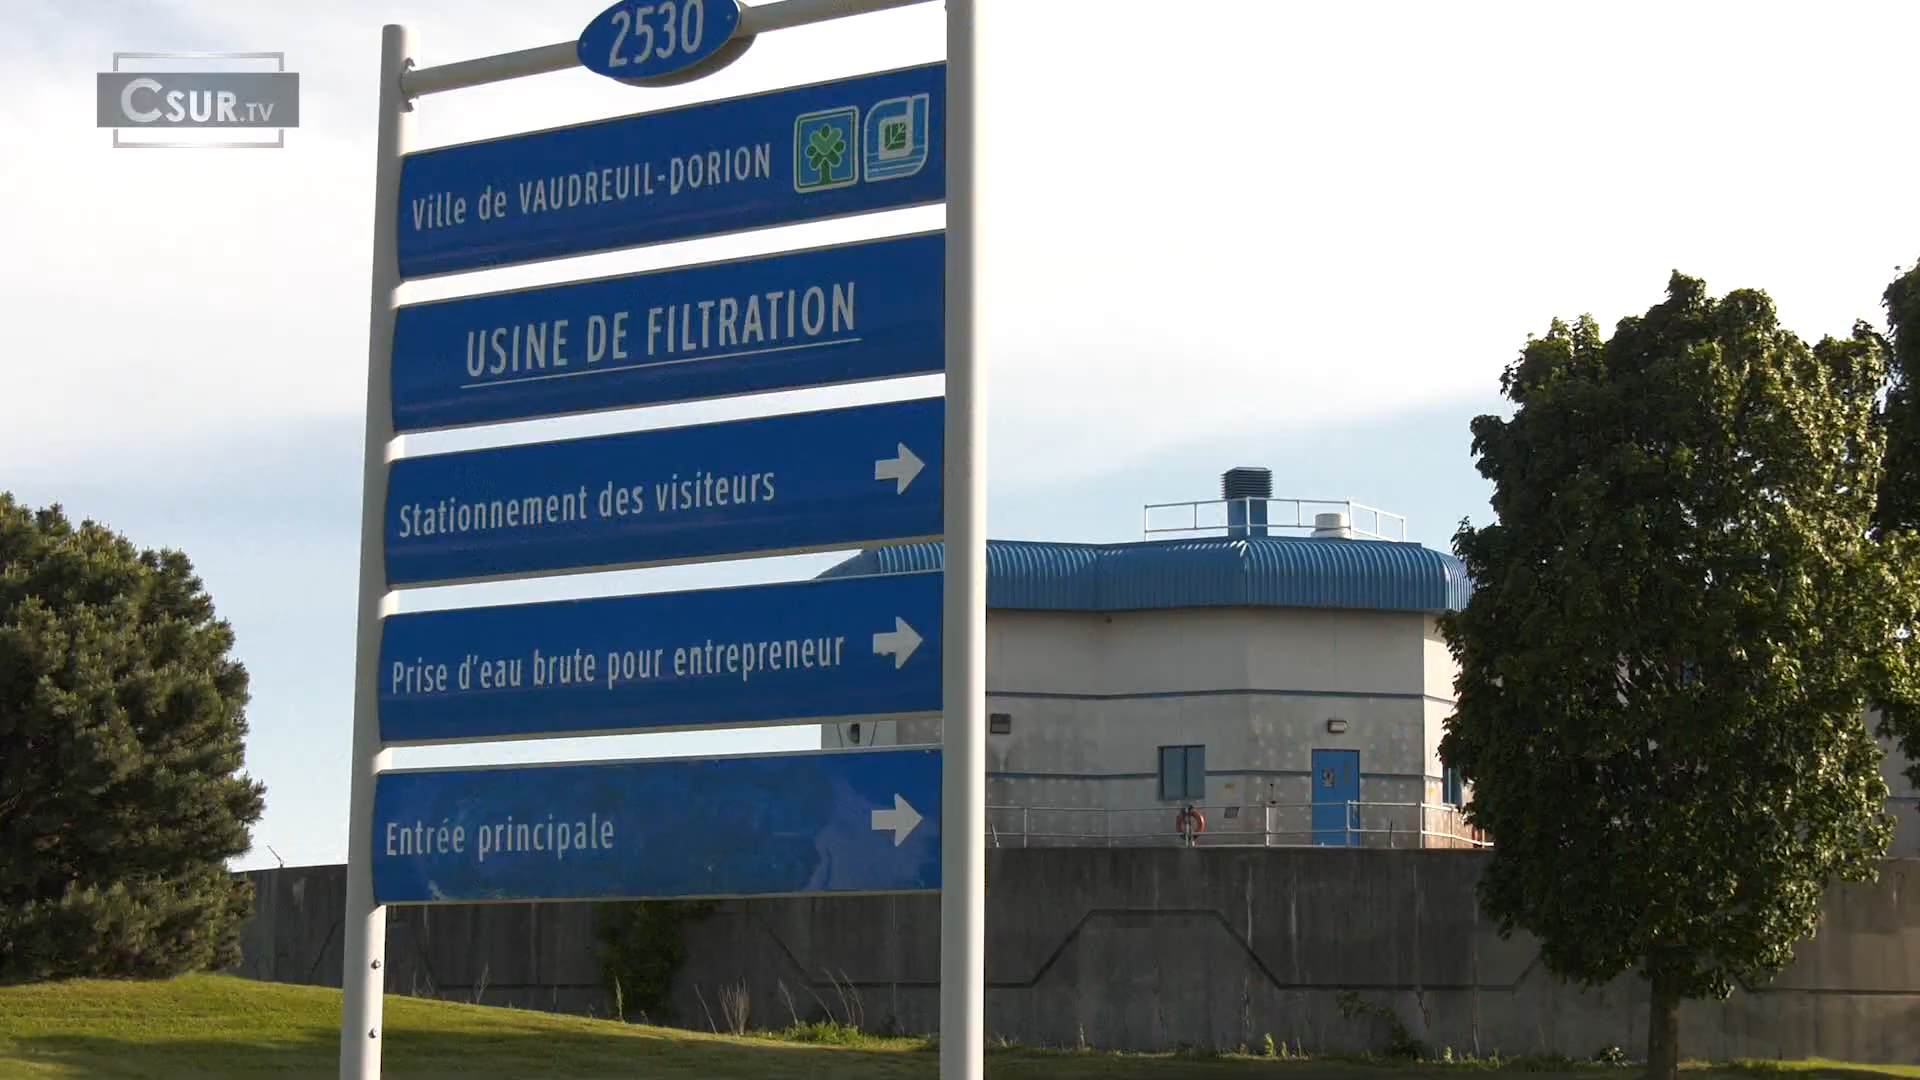 CSUR.TV
2530
Ville de VAUDREUIL-DORION
USINE DE FILTRATION
Stationnement des visiteurs
Prise d'eau brute pour entrepreneur
Entrée principale